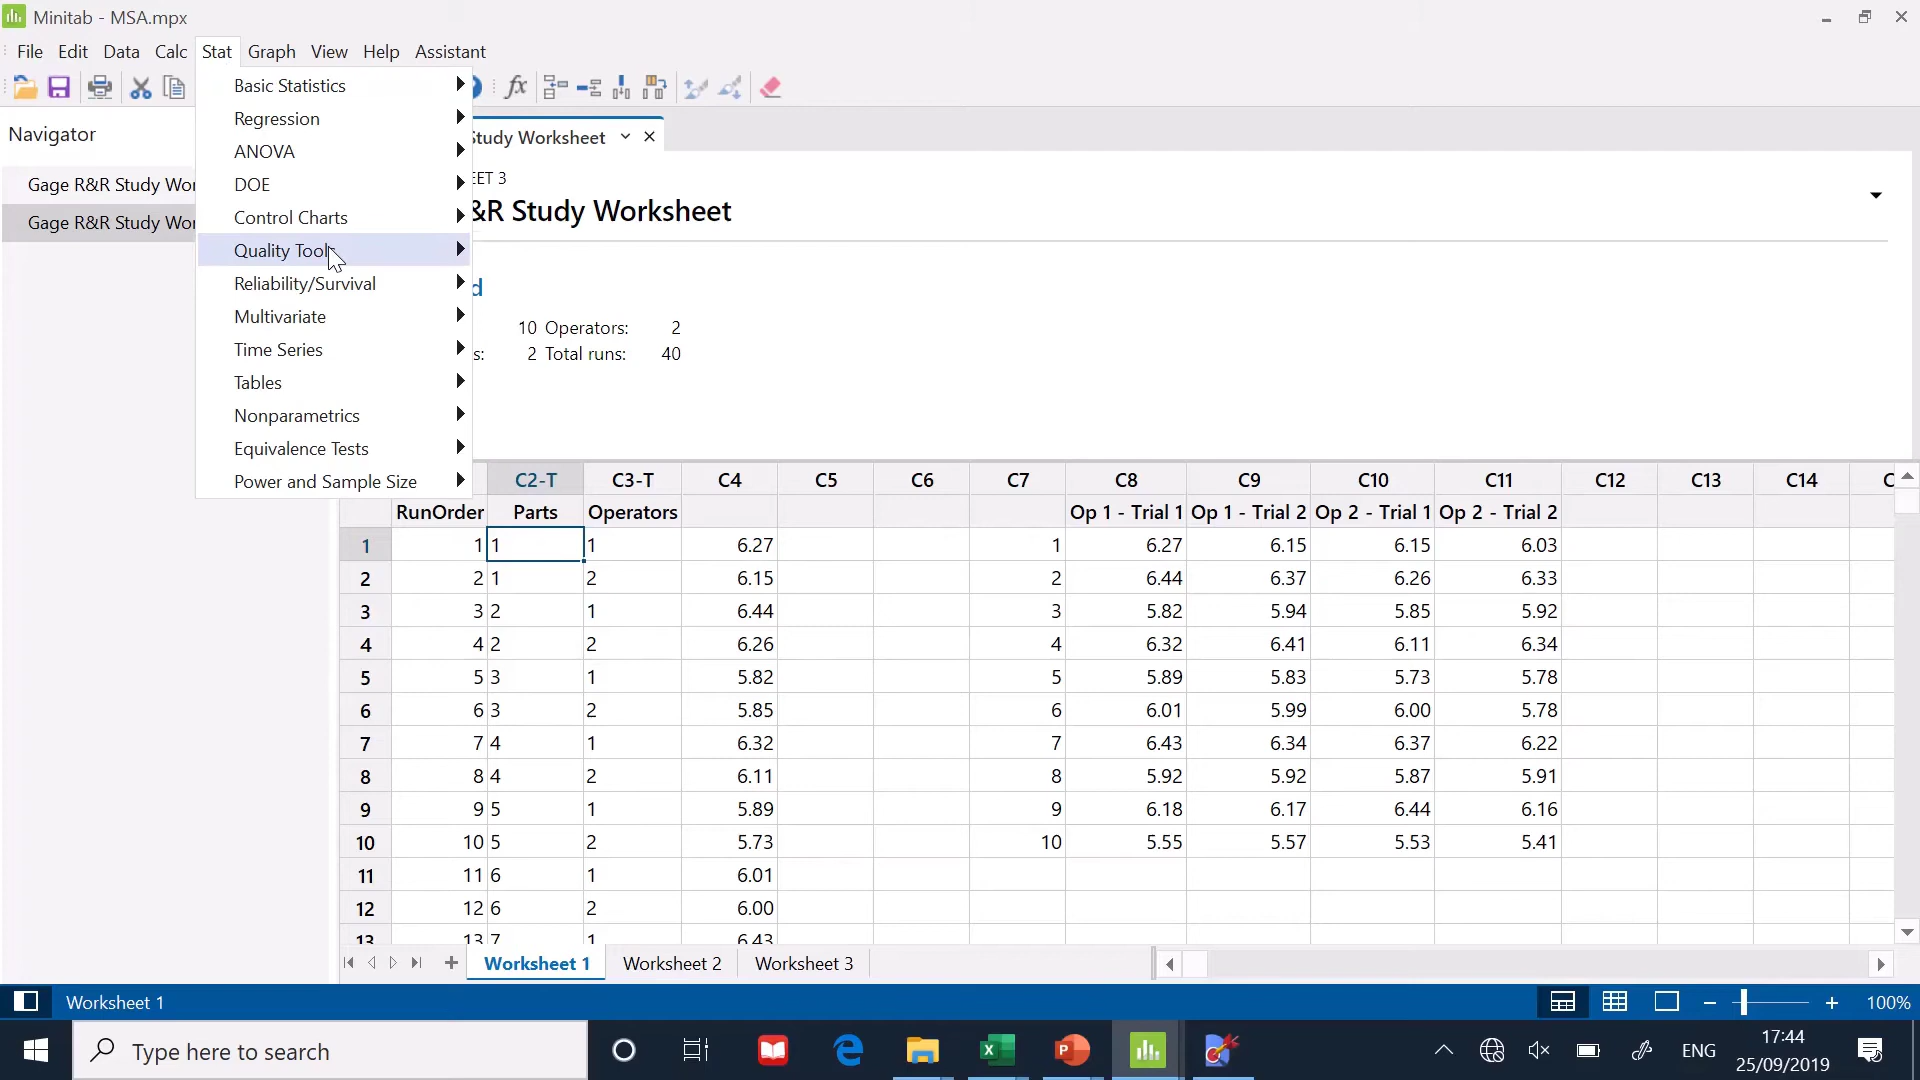 Minitab - MSA.mpx
File Edit Data Calc Stat Graph View Help Assistant
fx
Navigator
Gage R&R Study Wor
Gage R&R Study Wor
Basic Statistics
Regression
ANOVA
DOE
Control Charts
Quality Tools
Reliability/Survival
Multivariate
Time Series
Tables
Nonparametrics
Equivalence Tests
Power and Sample Size
Study Worksheet
EET 3
&R Study Worksheet
d
10 Operators: 2
s: 2 Total runs: 40
C2-T C3-T C4 C5 C6 C7 C8 C9 C10 C11 C12 C13 C14 C
RunOrder Parts Operators Op 1 - Trial 1 Op 1 - Trial 2 Op 2 - Trial 1 Op 2 - Trial 2
1 1 1 1 6.27 1 6.27 6.15 6.15 6.03
2 2 1 2 6.15 2 6.44 6.37 6.26 6.33
3 3 2 1 6.44 3 5.82 5.94 5.85 5.92
4 4 2 2 6.26 4 6.32 6.41 6.11 6.34
5 5 3 1 5.82 5 5.89 5.83 5.73 5.78
6 6 3 2 5.85 6 6.01 5.99 6.00 5.78
7 7 4 1 6.32 7 6.43 6.34 6.37 6.22
8 8 4 2 6.11 8 5.92 5.92 5.87 5.91
9 9 5 1 5.89 9 6.18 6.17 6.44 6.16
10 10 5 2 5.73 10 5.55 5.57 5.53 5.41
11 11 6 1 6.01
12 12 6 2 6.00
13 13 7 1 6.43
Worksheet 1 Worksheet 2 Worksheet 3
Worksheet 1 100%
Type here to search
ENG
17:44
25/09/2019